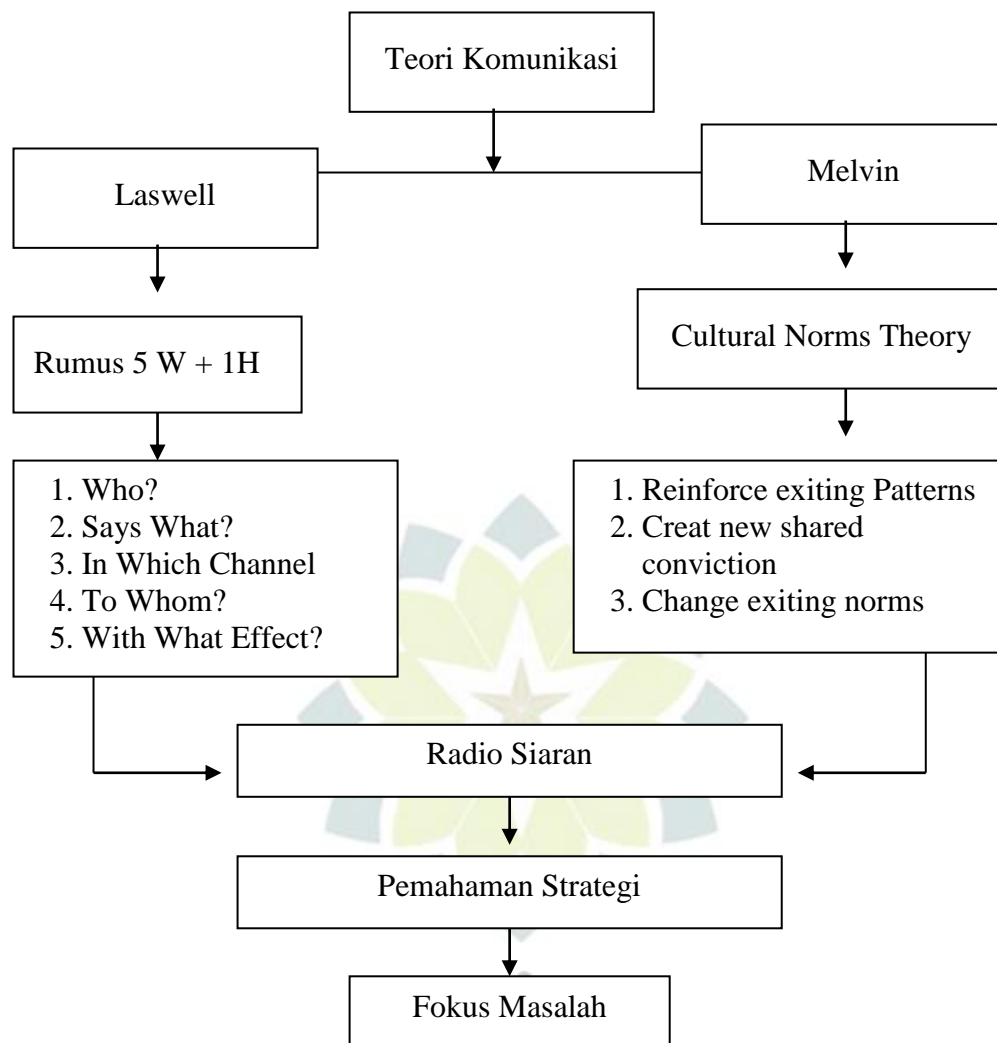 Teori Komunikasi
Laswell
Melvin
Rumus 5 W + 1H
Cultural Norms Theory
1. Who?
2. Says What?
3. In Which Channel
4. To Whom?
5. With What Effect?
1. Reinforce exiting Patterns
2. Creat new shared
conviction
3. Change exiting norms
Radio Siaran
Pemahaman Strategi
Fokus Masalah